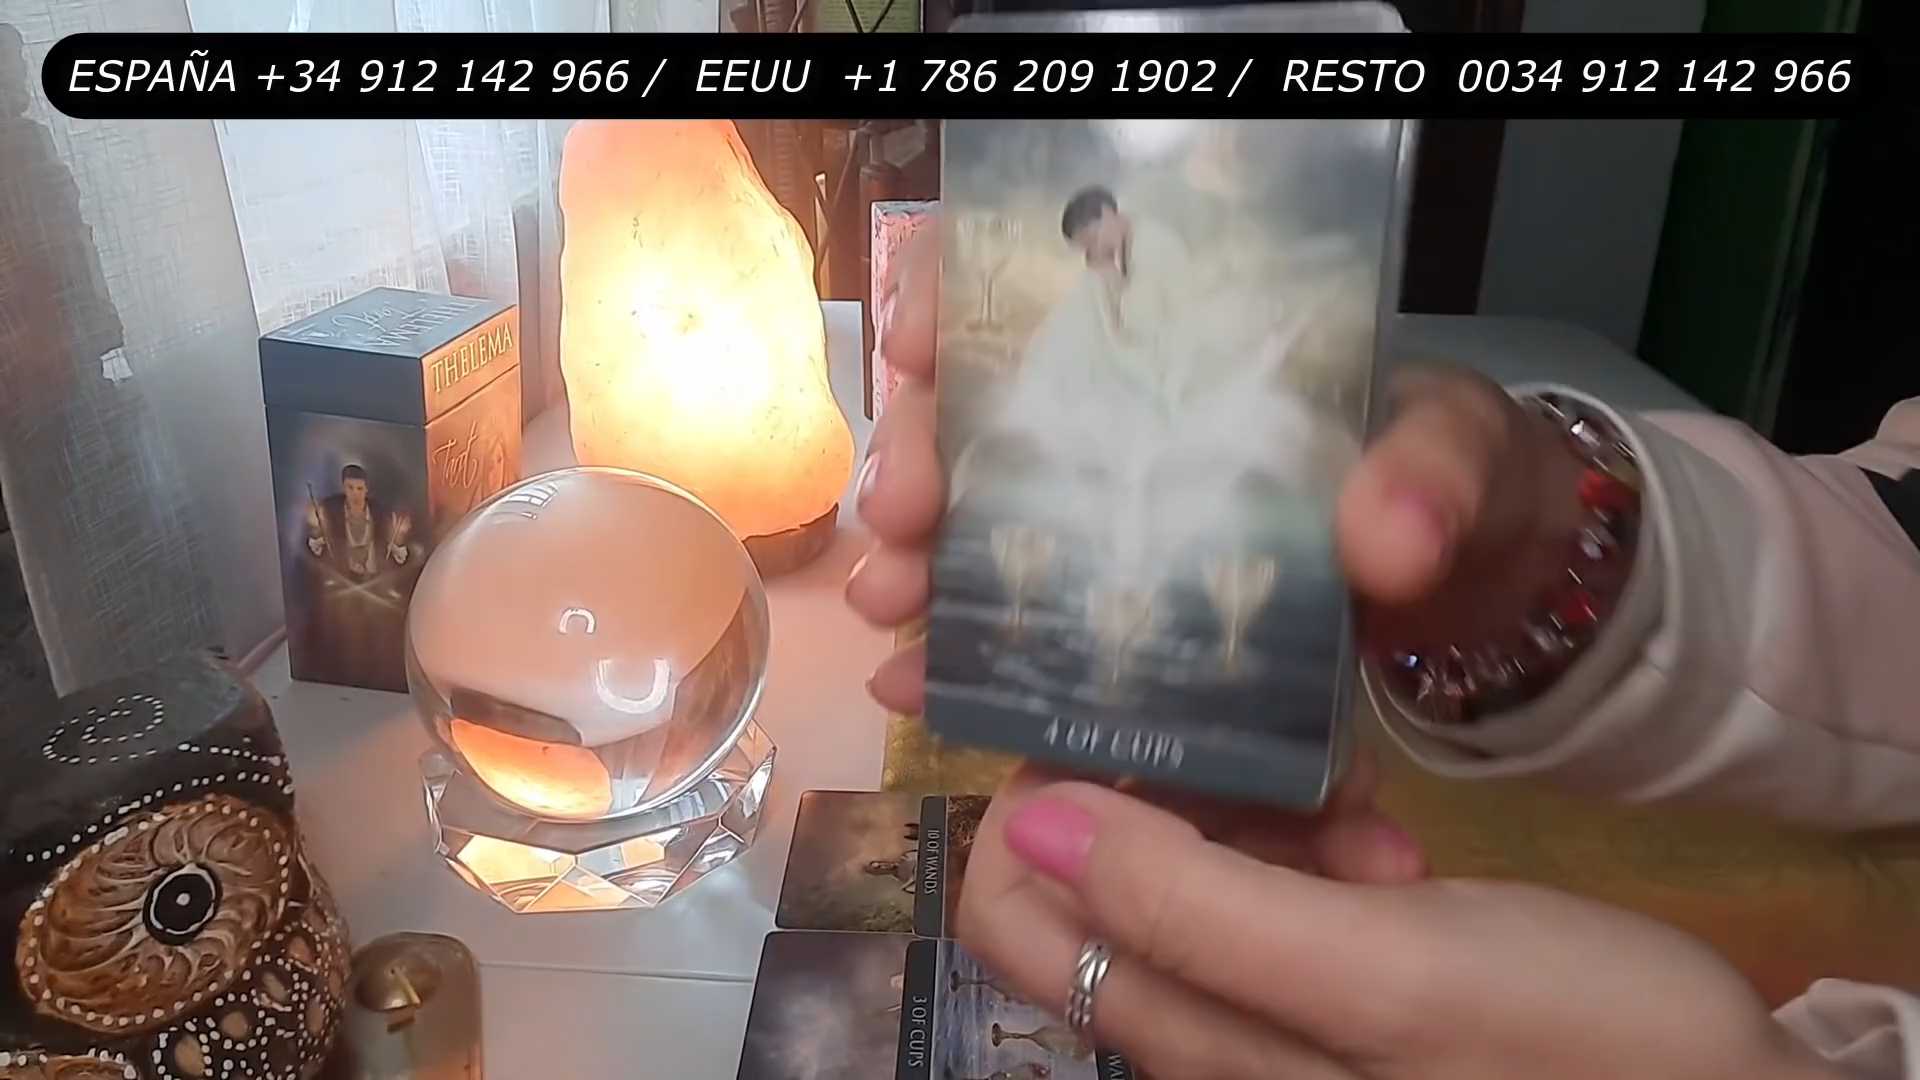 ESPAÑA +34 912 142 966 / EEUU +1 786 209 1902 / RESTO 0034 912 142 966
THELEMA
THELEMA
Tarot
4 OF CUPS
10 OF WANDS
3 OF CUPS